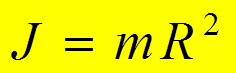 J = mR²